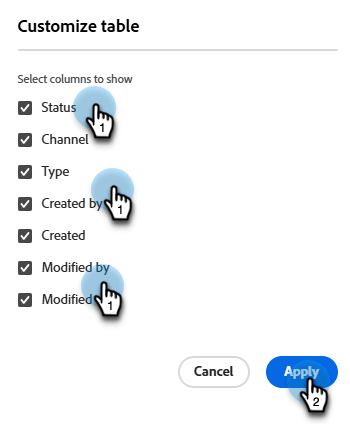 Customize table
Select columns to show
Status
1
Channel
Type
Created by
1
Created
Modified by
Modified
1
Cancel
Apply
2